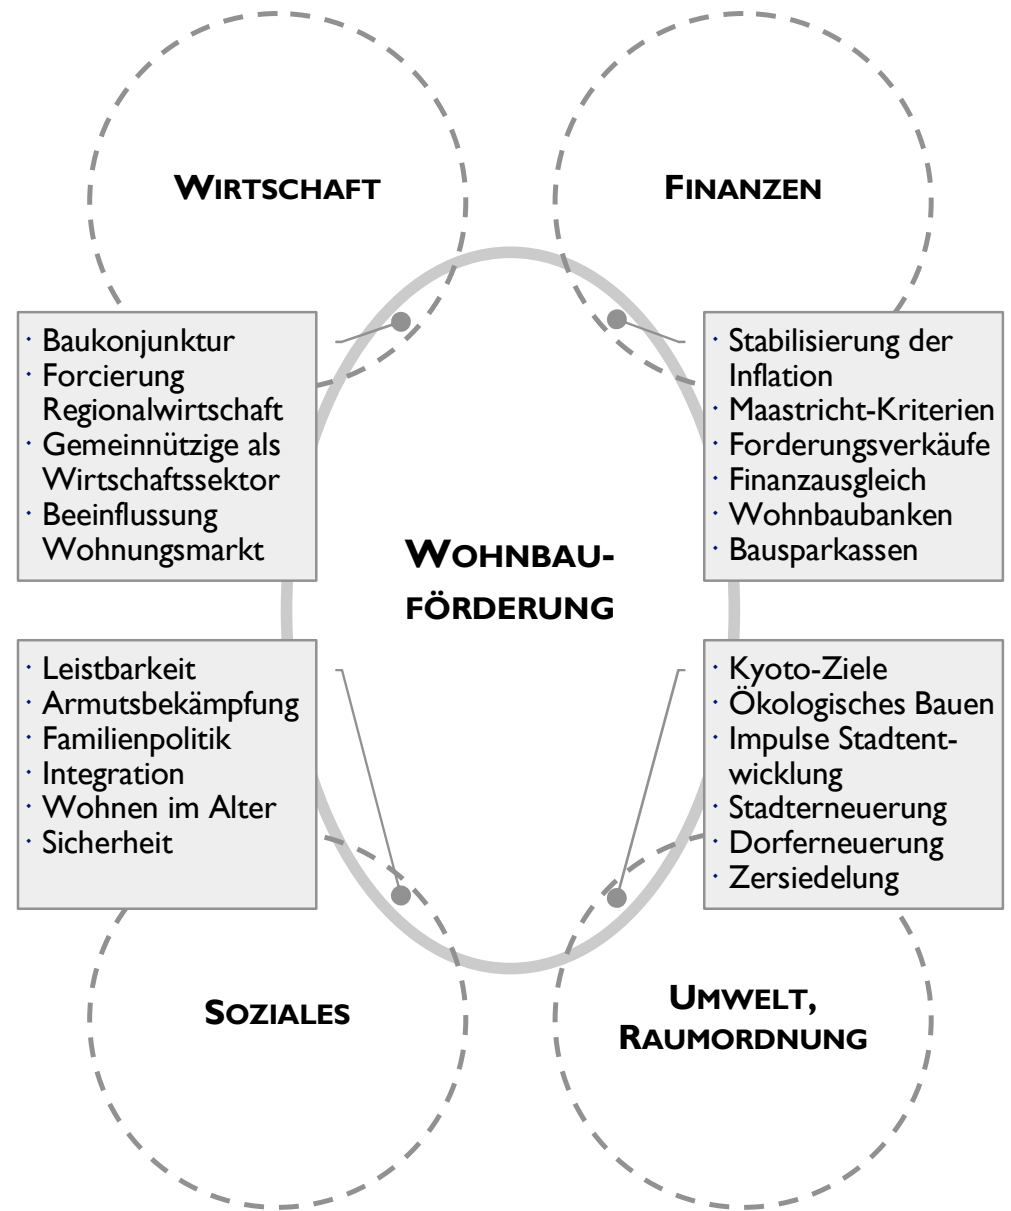 WIRTSCHAFT
FINANZEN
· Baukonjunktur
· Forcierung
Regionalwirtschaft
· Gemeinnützige als
Wirtschaftssektor
· Beeinflussung
Wohnungsmarkt
· Stabilisierung der
Inflation
· Maastricht-Kriterien
· Forderungsverkäufe
· Finanzausgleich
· Wohnbaubanken
· Bausparkassen
WOHNBAU-
FÖRDERUNG
· Leistbarkeit
· Armutsbekämpfung
· Familienpolitik
· Integration
· Wohnen im Alter
· Sicherheit
· Kyoto-Ziele
· Ökologisches Bauen
· Impulse Stadtent-
wicklung
· Stadterneuerung
· Dorferneuerung
· Zersiedelung
SOZIALES
UMWELT,
RAUMORDNUNG